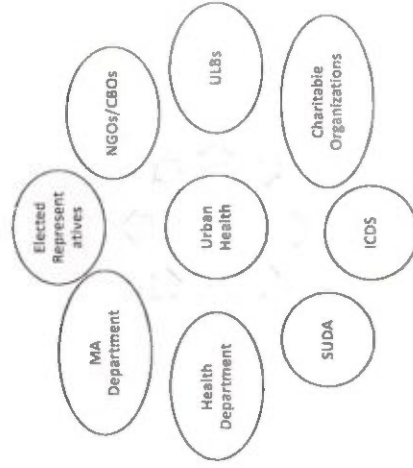 Elected
Represent
atives
NGOs/CBOs
ULBs
Charitable
Organizations
ICDS
SUDA
Health
Department
MA
Department
Urban
Health